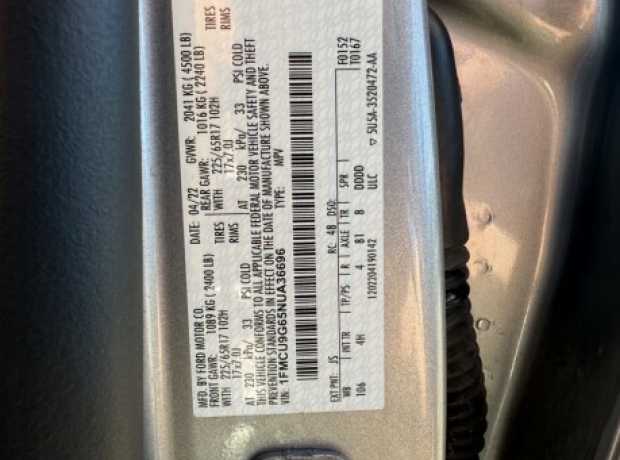 MFD. BY FORD MOTOR CO. DATE: 04/22 GVWR: 2041 KG ( 4500 LB)
FRONT GAWR: 1089 KG ( 2400 LB) REAR GAWR: 1016 KG ( 2240 LB)
WITH 225/65R17 102H TIRES WITH 225/65R17 102H TIRES
17x7.0J RIMS 17x7.0J RIMS
AT 230 kPa/ 33 PSI COLD AT 230 kPa/ 33 PSI COLD
THIS VEHICLE CONFORMS TO ALL APPLICABLE FEDERAL MOTOR VEHICLE SAFETY AND THEFT
PREVENTION STANDARDS IN EFFECT ON THE DATE OF MANUFACTURE SHOWN ABOVE.
VIN: 1FMCU9G65NUA36696 TYPE: MPV
F0152
T0167
EXT PNT: JS RC: 48 DSO:
WB INT TR TP/PS R AXLE TR SPR
106 4H 4 B1 B DDDD
ULC
1202204190142 5USA-3520472-AA